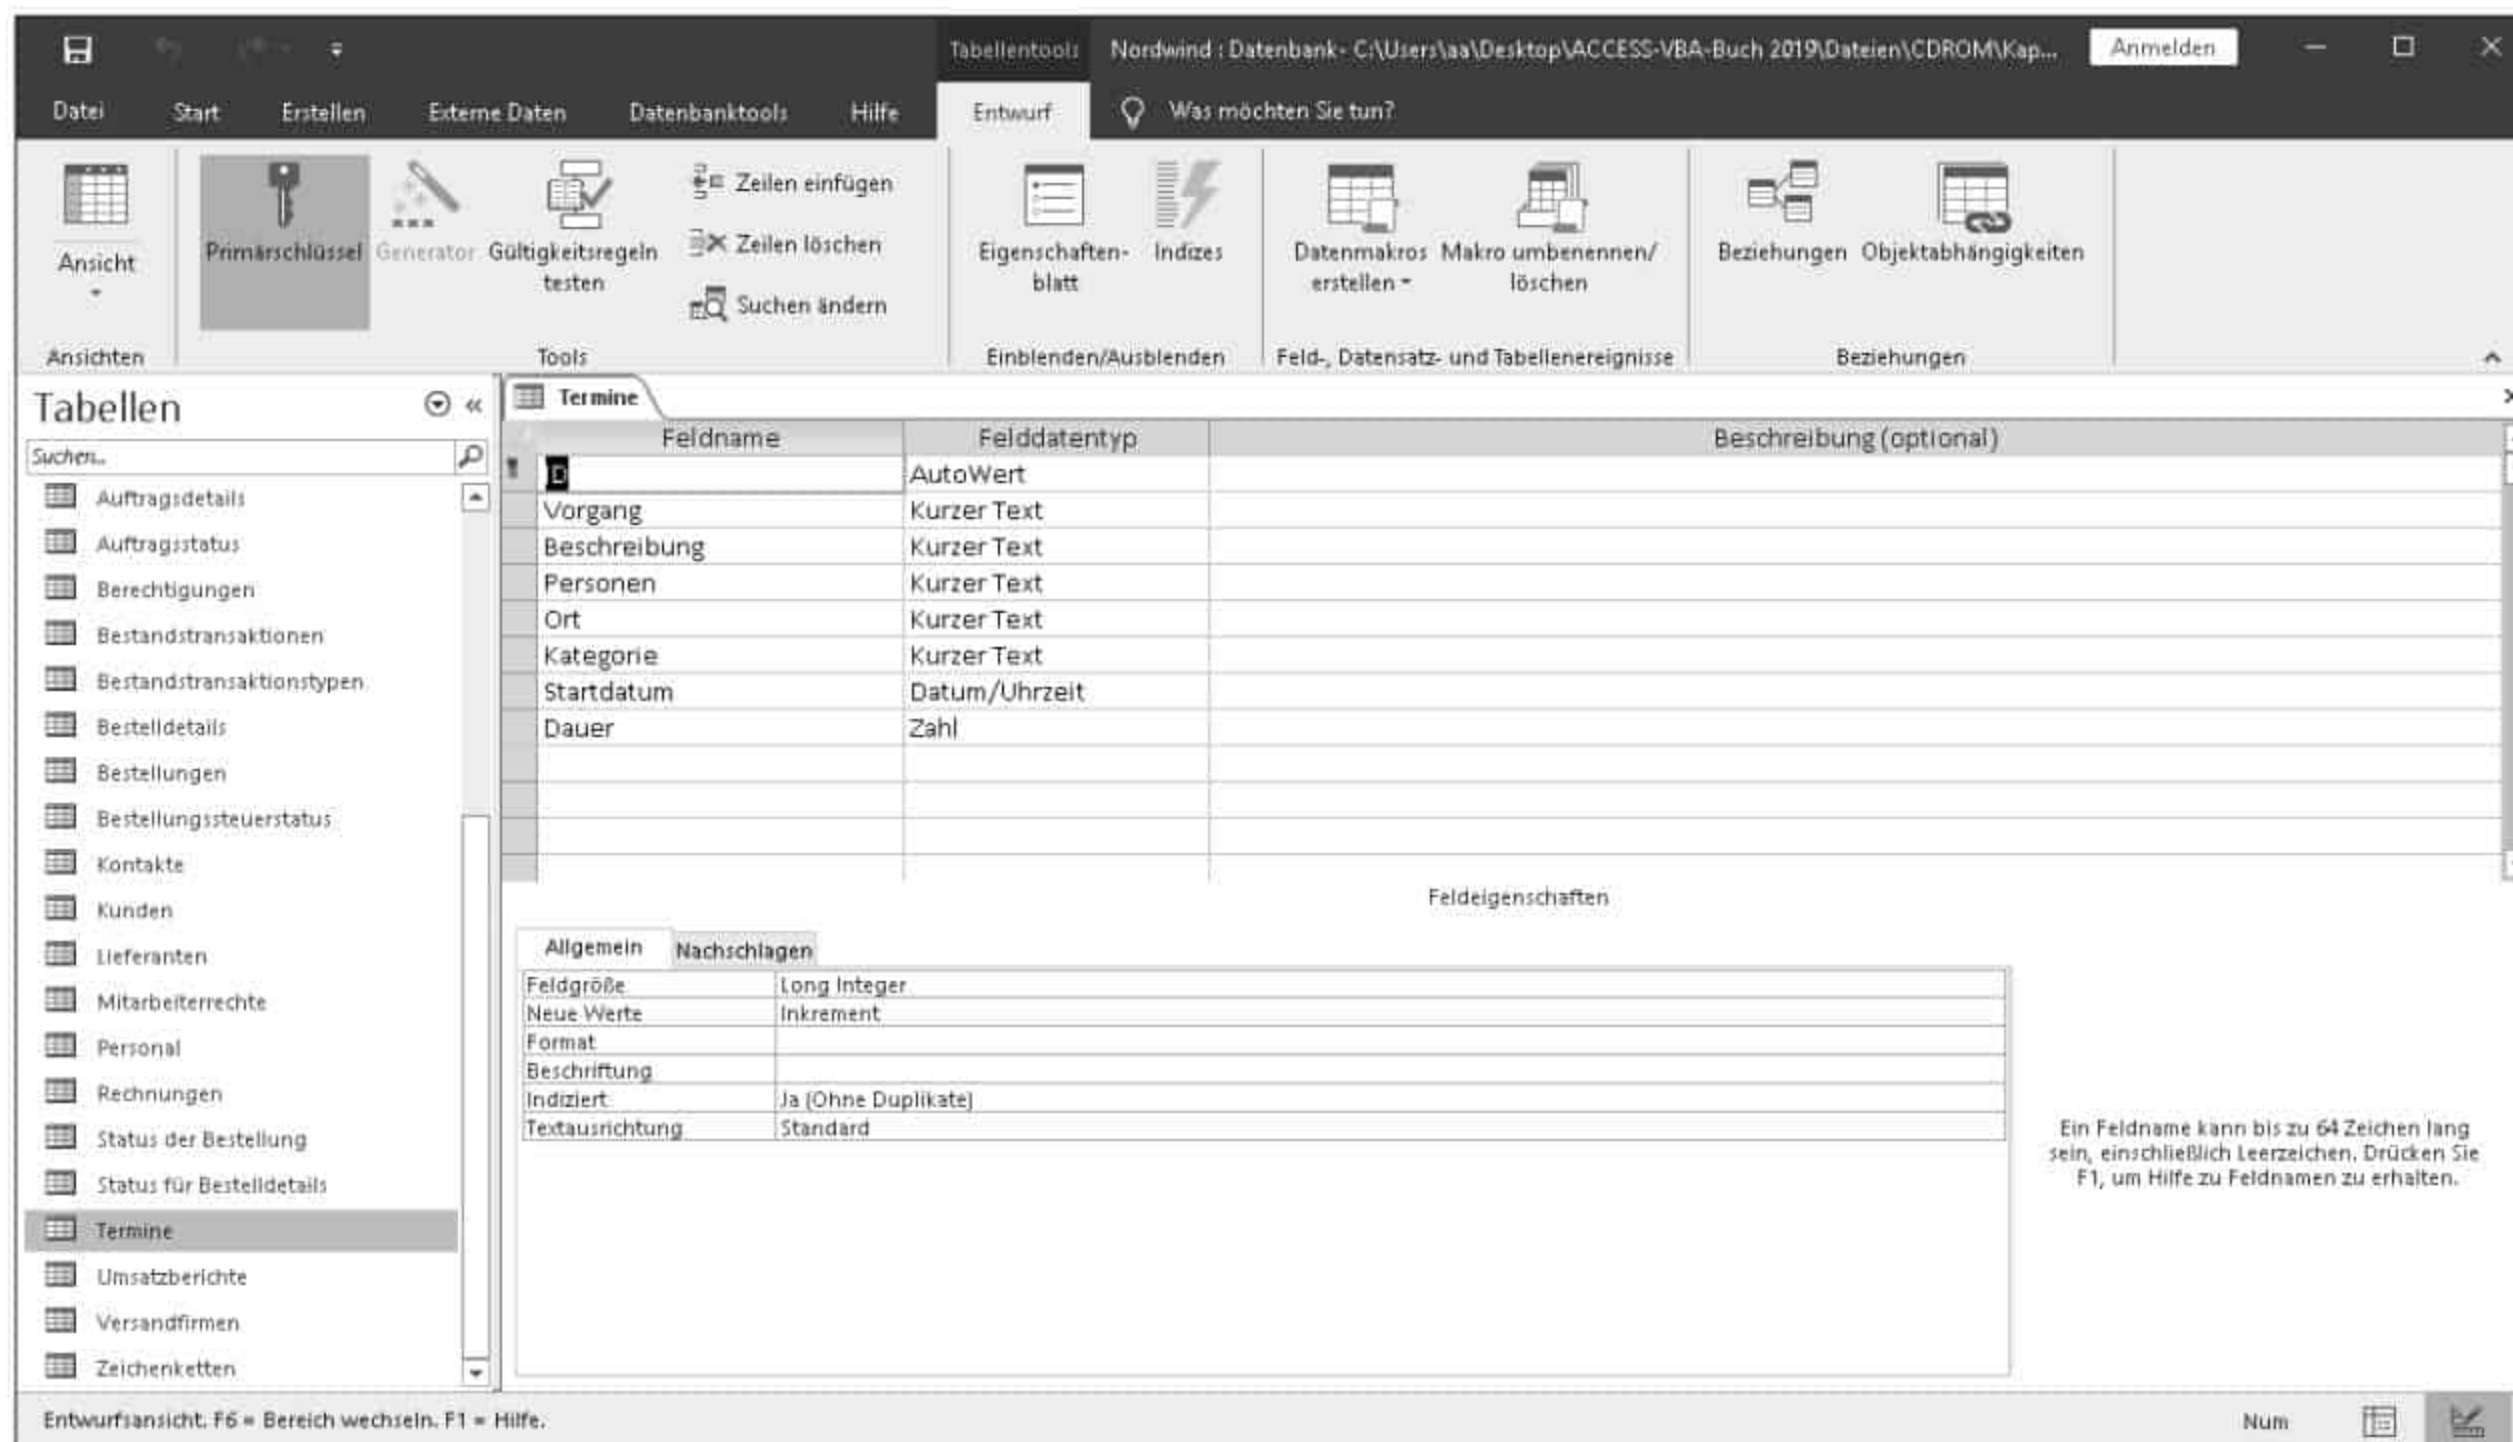 Tabellentools Nordwind : Datenbank- C:\Users\aa\Desktop\ACCESS-VBA-Buch 2019\Dateien\CDROM\Kap... Anmelden
Datei Start Erstellen Externe Daten Datenbanktools Hilfe Entwurf Was möchten Sie tun?
Ansicht
Primärschlüssel
Generator
Gültigkeitsregeln
testen
Zeilen einfügen
Zeilen löschen
Suchen ändern
Eigenschaften-
blatt
Indizes
Datenmakros
erstellen
Makro umbenennen/
löschen
Beziehungen
Objektabhängigkeiten
Ansichten Tools Einblenden/Ausblenden Feld-, Datensatz- und Tabellenereignisse Beziehungen
Tabellen
Suchen...
Auftragsdetails
Auftragsstatus
Berechtigungen
Bestandstransaktionen
Bestandstransaktionstypen
Bestelldetails
Bestellungen
Bestellungssteuerstatus
Kontakte
Kunden
Lieferanten
Mitarbeiterrechte
Personal
Rechnungen
Status der Bestellung
Status für Bestelldetails
Termine
Umsatzberichte
Versandfirmen
Zeichenketten
Termine
Feldname Felddatentyp Beschreibung (optional)
ID AutoWert
Vorgang Kurzer Text
Beschreibung Kurzer Text
Personen Kurzer Text
Ort Kurzer Text
Kategorie Kurzer Text
Startdatum Datum/Uhrzeit
Dauer Zahl
Feldeigenschaften
Allgemein Nachschlagen
Feldgröße Long Integer
Neue Werte Inkrement
Format
Beschriftung
Indiziert Ja (Ohne Duplikate)
Textausrichtung Standard
Ein Feldname kann bis zu 64 Zeichen lang
sein, einschließlich Leerzeichen. Drücken Sie
F1, um Hilfe zu Feldnamen zu erhalten.
Entwurfsansicht. F6 = Bereich wechseln. F1 = Hilfe. Num